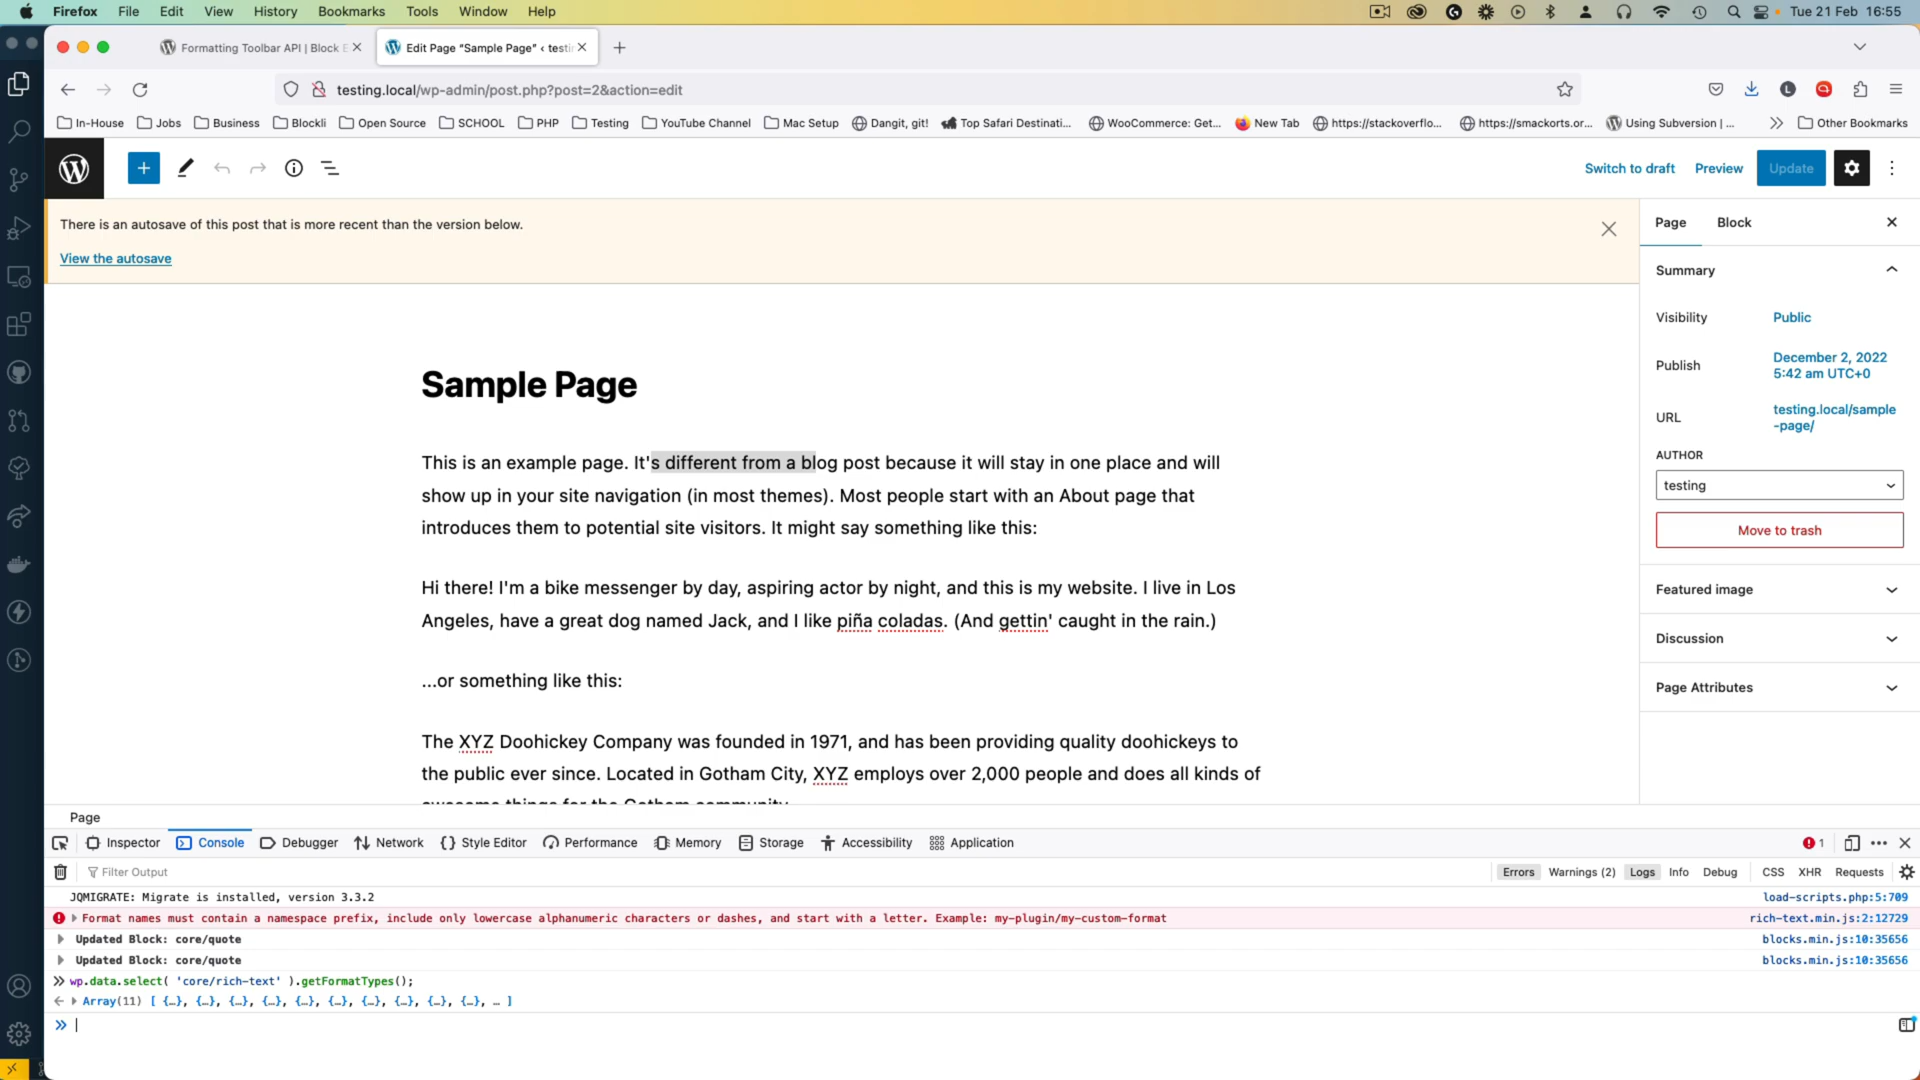 Firefox File Edit View History Bookmarks Tools Window Help Tue 21 Feb 16:55
Formatting Toolbar API | Block E Edit Page "Sample Page" ‹ testi
testing.local/wp-admin/post.php?post=2&action=edit
In-House Jobs Business Blockli Open Source SCHOOL PHP Testing YouTube Channel Mac Setup Dangit, git! Top Safari Destinati... WooCommerce: Get... New Tab https://stackoverflo... https://smackorts.or... Using Subversion | ... Other Bookmarks
Switch to draft Preview Update
There is an autosave of this post that is more recent than the version below.
View the autosave
Page Block
Summary
Visibility Public
Publish December 2, 2022
5:42 am UTC+0
URL testing.local/sample
-page/
AUTHOR
testing
Move to trash
Featured image
Discussion
Page Attributes
Sample Page
This is an example page. It's different from a blog post because it will stay in one place and will
show up in your site navigation (in most themes). Most people start with an About page that
introduces them to potential site visitors. It might say something like this:
Hi there! I'm a bike messenger by day, aspiring actor by night, and this is my website. I live in Los
Angeles, have a great dog named Jack, and I like piña coladas. (And gettin' caught in the rain.)
...or something like this:
The XYZ Doohickey Company was founded in 1971, and has been providing quality doohickeys to
the public ever since. Located in Gotham City, XYZ employs over 2,000 people and does all kinds of
awesome things for the Gotham community.
Page
Inspector Console Debugger Network Style Editor Performance Memory Storage Accessibility Application 1
Filter Output Errors Warnings (2) Logs Info Debug CSS XHR Requests
JQMIGRATE: Migrate is installed, version 3.3.2 load-scripts.php:5:709
Format names must contain a namespace prefix, include only lowercase alphanumeric characters or dashes, and start with a letter. Example: my-plugin/my-custom-format rich-text.min.js:2:12729
Updated Block: core/quote blocks.min.js:10:35656
Updated Block: core/quote blocks.min.js:10:35656
» wp.data.select( 'core/rich-text' ).getFormatTypes();
Array(11) [ {…}, {…}, {…}, {…}, {…}, {…}, {…}, {…}, {…}, {…}, … ]
»